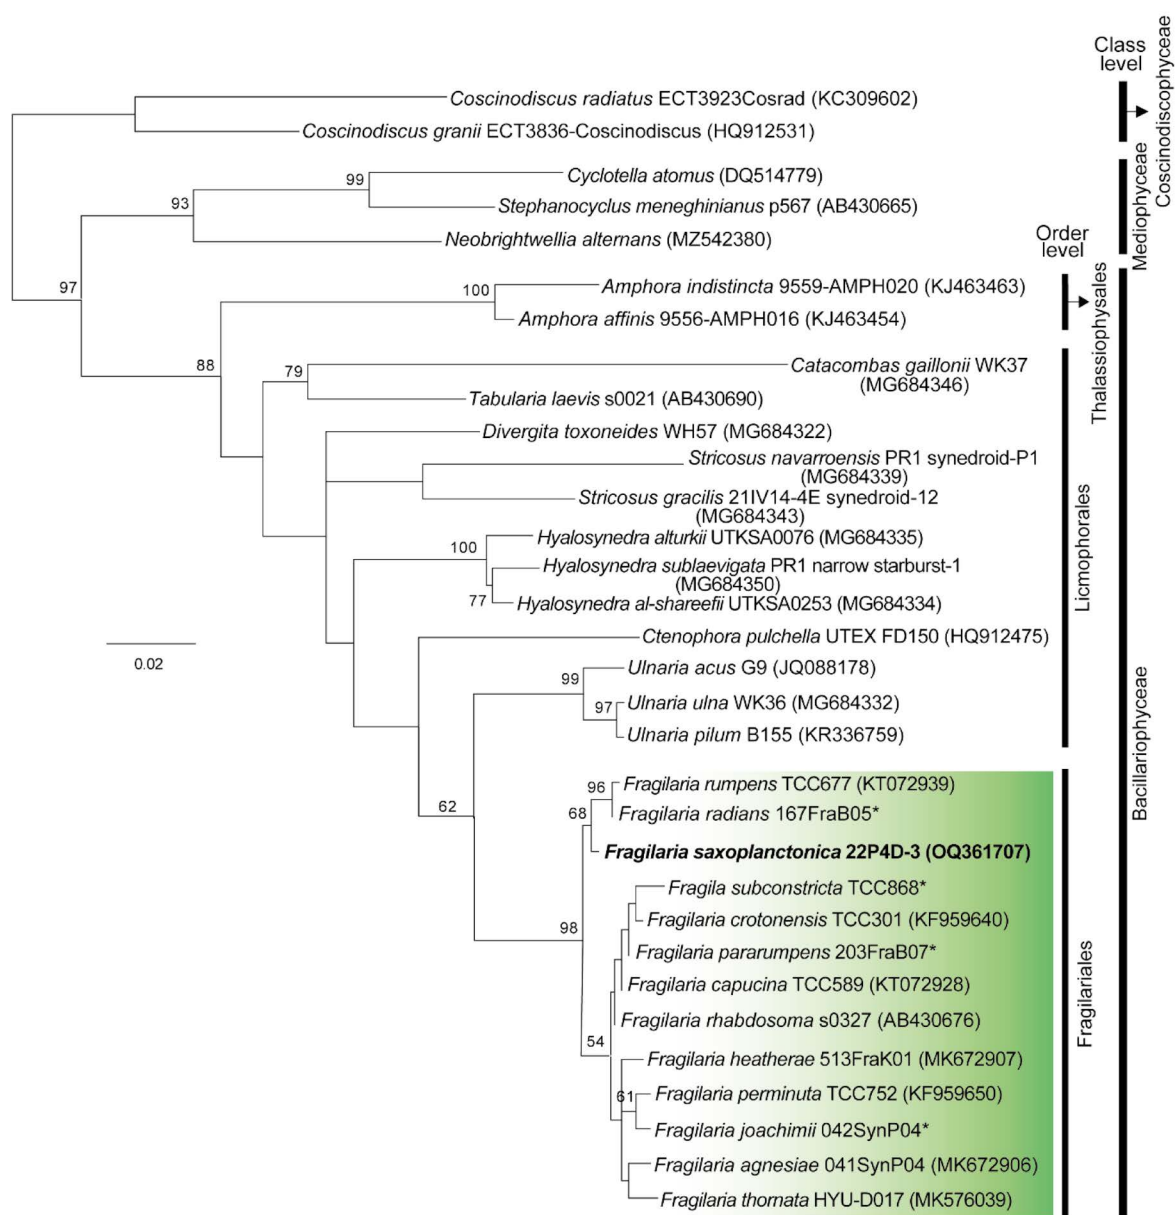 Class
level
Coscinodiscophyceae
Coscinodiscus radiatus ECT3923Cosrad (KC309602)
Coscinodiscus granii ECT3836-Coscinodiscus (HQ912531)
Mediophyceae
99
Cyclotella atomus (DQ514779)
93
Stephanocyclus meneghinianus p567 (AB430665)
Neobrightwellia alternans (MZ542380)
Order
level
97
Thalassiophysales
100
Amphora indistincta 9559-AMPH020 (KJ463463)
Amphora affinis 9556-AMPH016 (KJ463454)
88
79
Catacombas gaillonii WK37
(MG684346)
Tabularia laevis s0021 (AB430690)
Divergita toxoneides WH57 (MG684322)
Stricosus navarroensis PR1 synedroid-P1
(MG684339)
Stricosus gracilis 21IV14-4E synedroid-12
(MG684343)
Licmophorales
Hyalosynedra alturkii UTKSA0076 (MG684335)
100
Hyalosynedra sublaevigata PR1 narrow starburst-1
(MG684350)
77
Hyalosynedra al-shareefii UTKSA0253 (MG684334)
Ctenophora pulchella UTEX FD150 (HQ912475)
0.02
Ulnaria acus G9 (JQ088178)
99
97
Ulnaria ulna WK36 (MG684332)
Ulnaria pilum B155 (KR336759)
Bacillariophyceae
Fragilaria rumpens TCC677 (KT072939)
96
62
68
Fragilaria radians 167FraB05*
Fragilaria saxoplanctonica 22P4D-3 (OQ361707)
Fragila subconstricta TCC868*
Fragilaria crotonensis TCC301 (KF959640)
98
Fragilaria pararumpens 203FraB07*
Fragilaria capucina TCC589 (KT072928)
Fragilariales
Fragilaria rhabdosoma s0327 (AB430676)
54
Fragilaria heatherae 513FraK01 (MK672907)
61
Fragilaria perminuta TCC752 (KF959650)
Fragilaria joachimii 042SynP04*
Fragilaria agnesiae 041SynP04 (MK672906)
Fragilaria thornata HYU-D017 (MK576039)